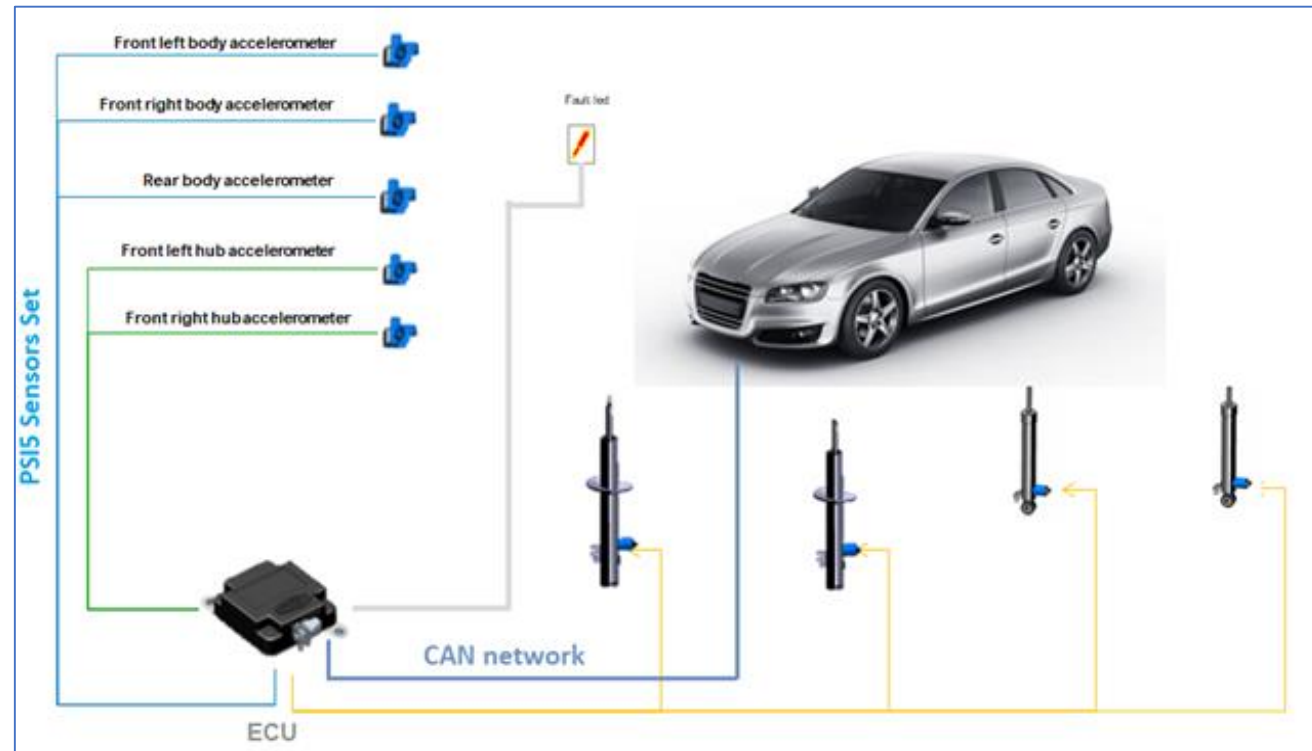 Front left body accelerometer
Front right body accelerometer
Fault led
Rear body accelerometer
Front left hub accelerometer
Front right hub accelerometer
PSI5 Sensors Set
CAN network
ECU